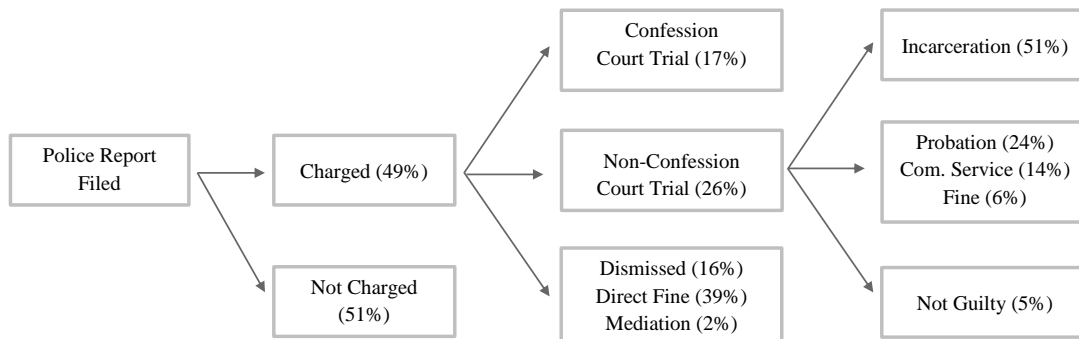 Police Report
Filed
Charged (49%)
Not Charged
(51%)
Confession
Court Trial (17%)
Non-Confession
Court Trial (26%)
Dismissed (16%)
Direct Fine (39%)
Mediation (2%)
Incarceration (51%)
Probation (24%)
Com. Service (14%)
Fine (6%)
Not Guilty (5%)